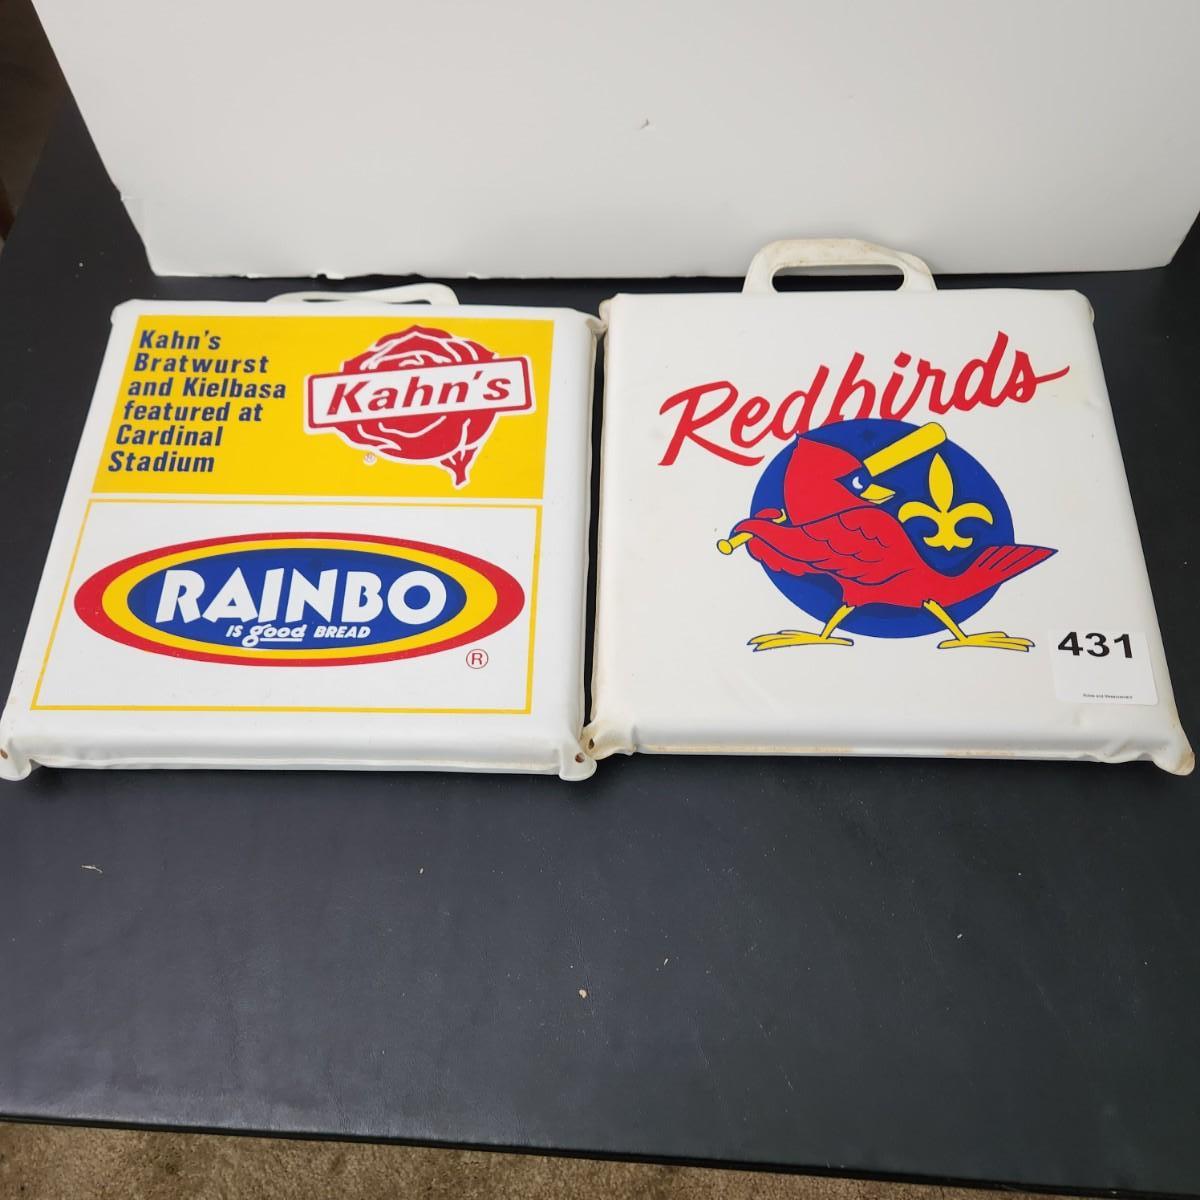 Kahn's
Bratwurst
and Kielbasa
featured at
Cardinal
Stadium
Kahn's
®
RAINBO
IS good BREAD
®
Redbirds
431